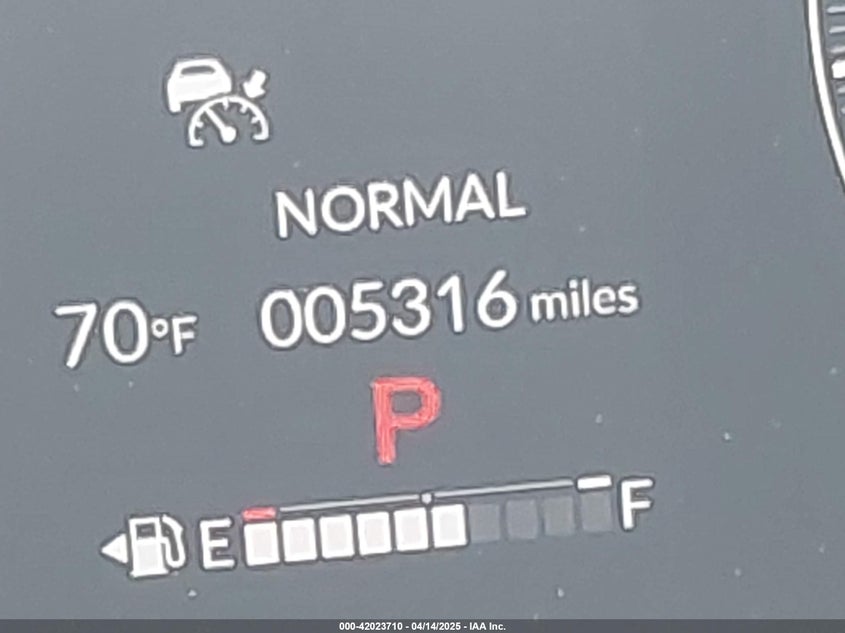 NORMAL
70°F 005316 miles
P
E F
000-42023710 - 04/14/2025 - IAA Inc.